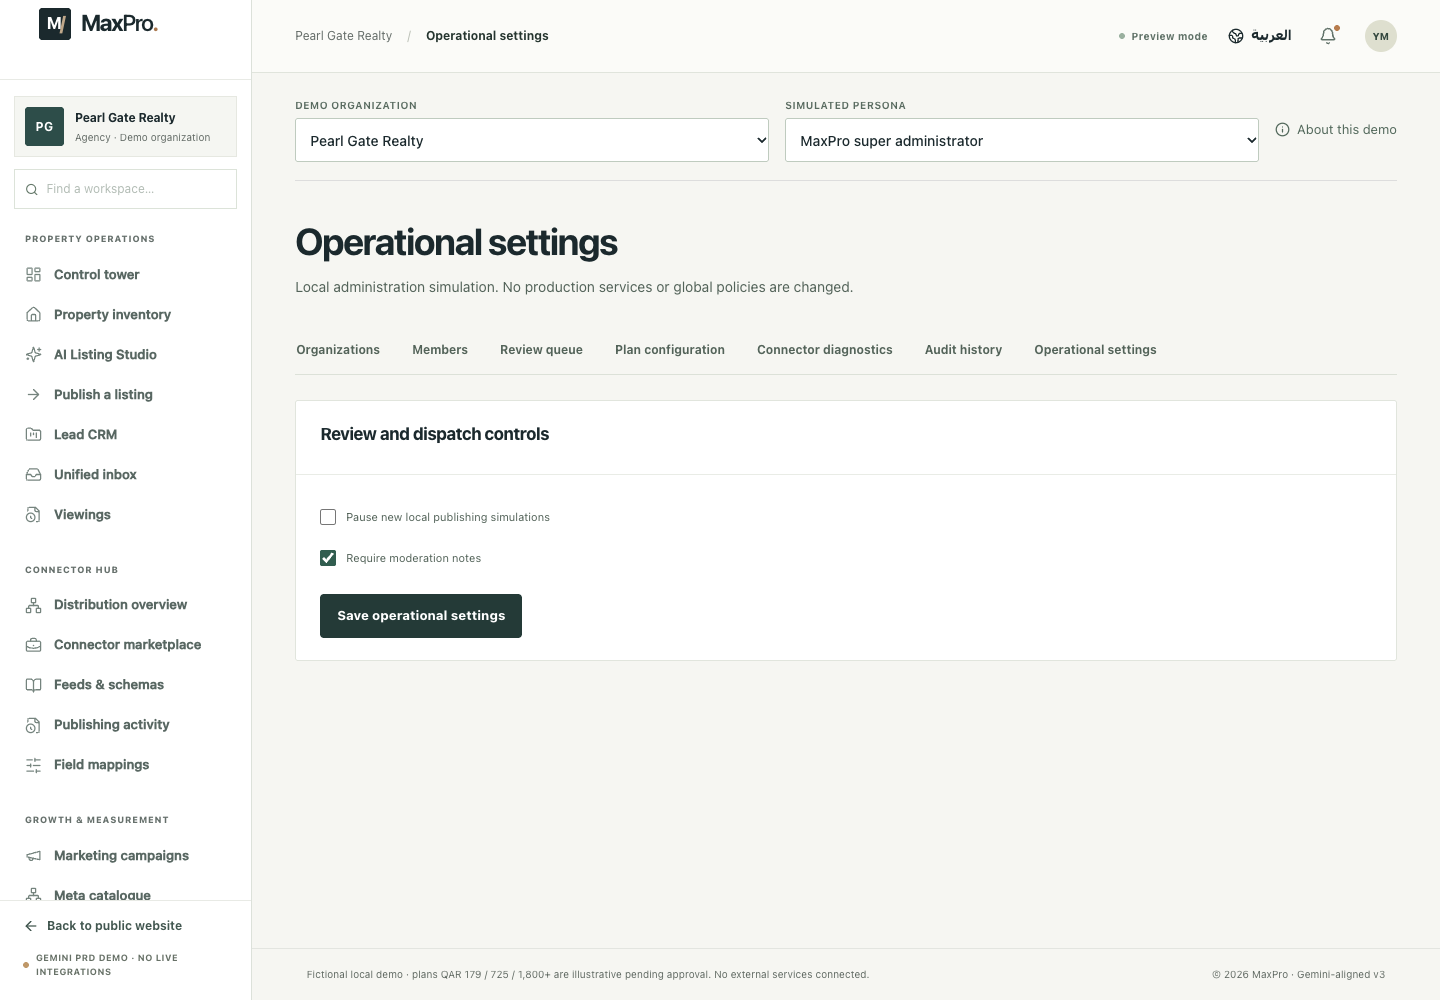 M/ MaxPro.
PG
Pearl Gate Realty
Agency · Demo organization
Find a workspace...
PROPERTY OPERATIONS
Control tower
Property inventory
AI Listing Studio
Publish a listing
Lead CRM
Unified inbox
Viewings
CONNECTOR HUB
Distribution overview
Connector marketplace
Feeds & schemas
Publishing activity
Field mappings
GROWTH & MEASUREMENT
Marketing campaigns
Meta catalogue
Back to public website
GEMINI PRD DEMO · NO LIVE
INTEGRATIONS
Pearl Gate Realty / Operational settings
Preview mode
العربية
YM
DEMO ORGANIZATION
Pearl Gate Realty
SIMULATED PERSONA
MaxPro super administrator
About this demo
Operational settings
Local administration simulation. No production services or global policies are changed.
Organizations Members Review queue Plan configuration Connector diagnostics Audit history Operational settings
Review and dispatch controls
Pause new local publishing simulations
Require moderation notes
Save operational settings
Fictional local demo · plans QAR 179 / 725 / 1,800+ are illustrative pending approval. No external services connected.
© 2026 MaxPro · Gemini-aligned v3